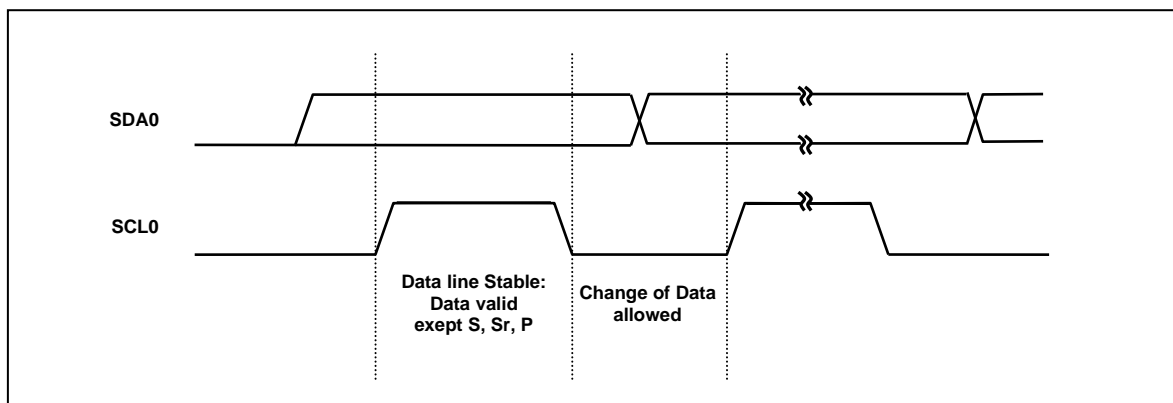 SDA0
SCL0
Data line Stable:
Data valid
exept S, Sr, P
Change of Data
allowed